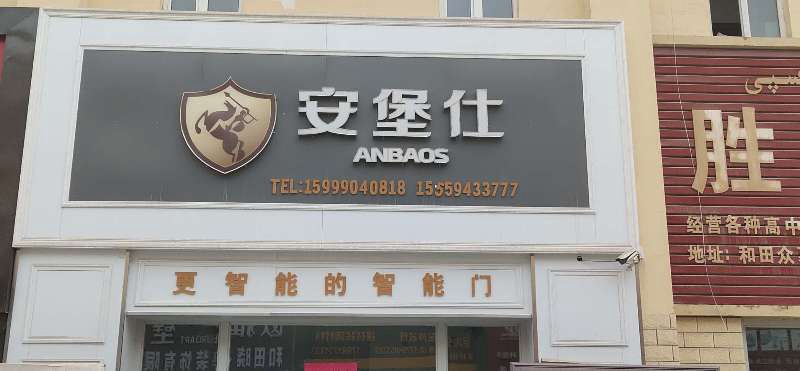 安堡仕
ANBAOS
TEL:15999040818 15559433777
更智能的智能门
胜
经营各种高中
地址: 和田众